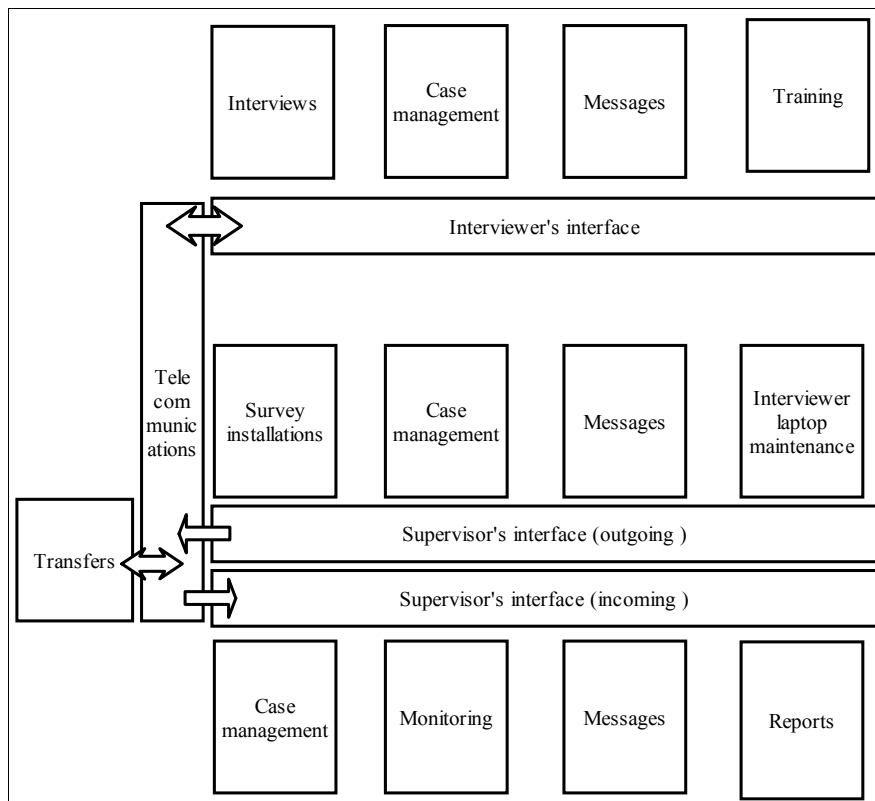 Interviews
Case
management
Messages
Training
Interviewer's interface
Tele
com
munic
ations
Survey
installations
Case
management
Messages
Interviewer
laptop
maintenance
Supervisor's interface (outgoing )
Transfers
Supervisor's interface (incoming )
Case
management
Monitoring
Messages
Reports